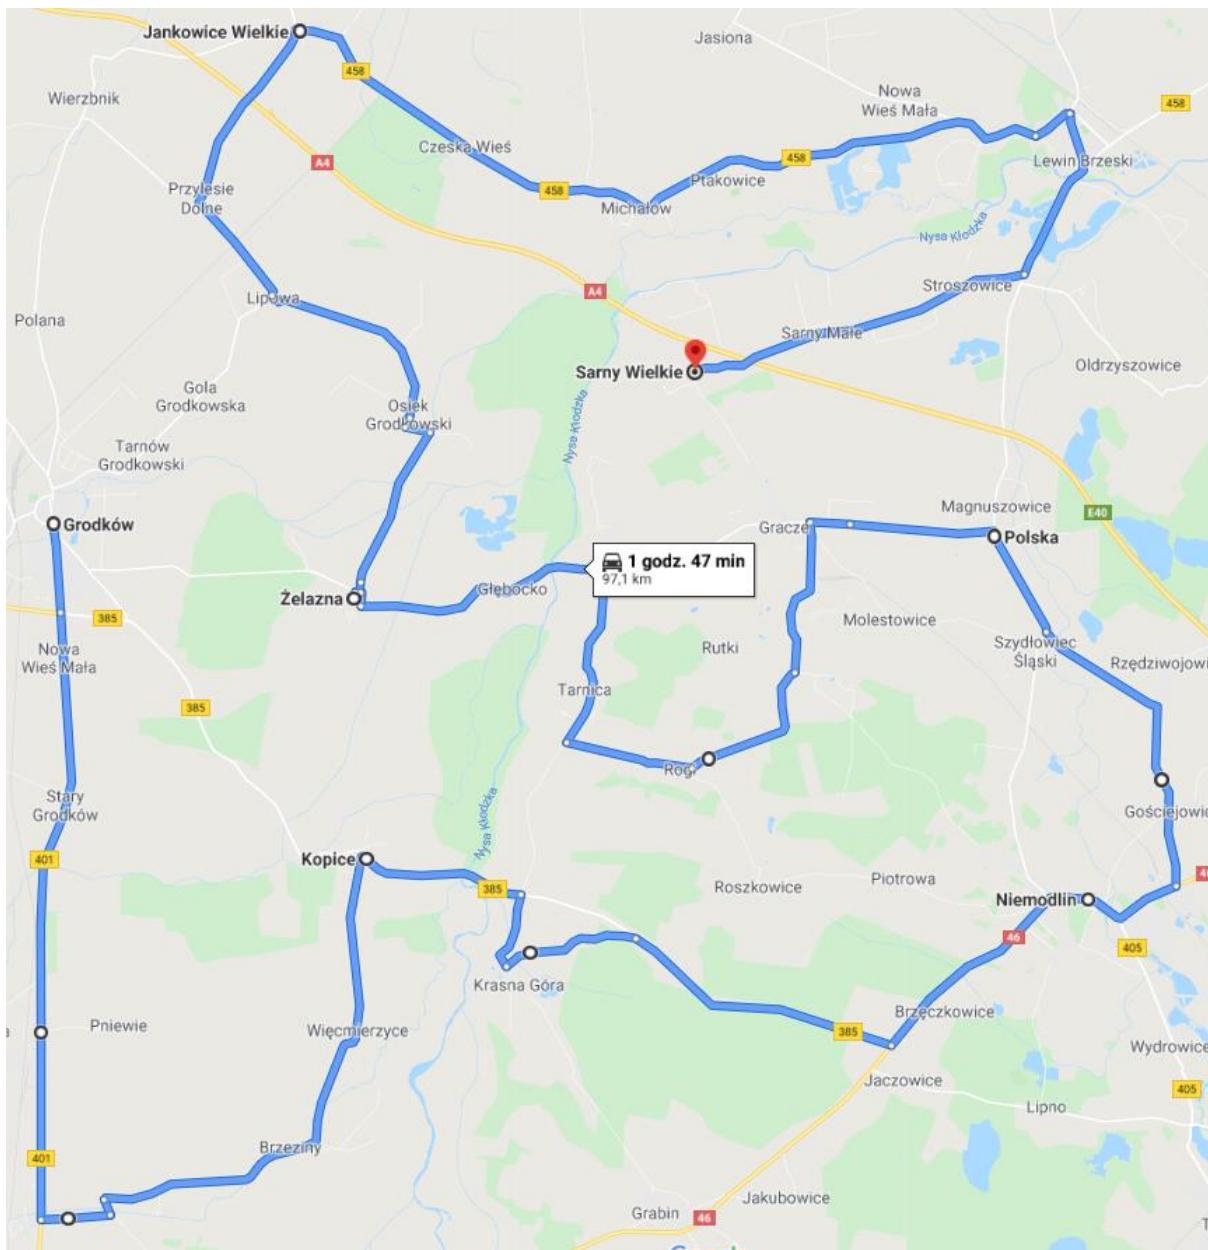 Jankowice Wielkie
Jasiona
458
Wierzbnik
Nowa
Wieś Mała
458
Czeska Wieś
A4
458
Lewin Brzeski
Przylesie
Dolne
458
Ptakowice
Michałów
Nysa Kłodzka
Lipowa
A4
Stroszowice
Polana
Sarny Małe
Sarny Wielkie
Oldrzyszowice
Gola
Grodkowska
Osiek
Grodkowski
Nysa Kłodzka
Tarnów
Grodkowski
Grodków
Magnuszowice
E40
Gracze
Polska
1 godz. 47 min
97,1 km
Głębocko
Żelazna
385
Molestowice
Nowa
Wieś Mała
Rutki
Szydłowiec
Śląski
Rzędziwojowi
Tarnica
385
Rogi
Stary
Grodków
Nysa Kłodzka
Gościejowic
401
Kopice
385
Roszkowice
Piotrowa
Niemodlin
46
405
Krasna Góra
Brzęczkowice
Pniewie
Więcmierzyce
385
Wydrowice
Jaczowice
405
Lipno
Brzeziny
401
Jakubowice
Grabin
46